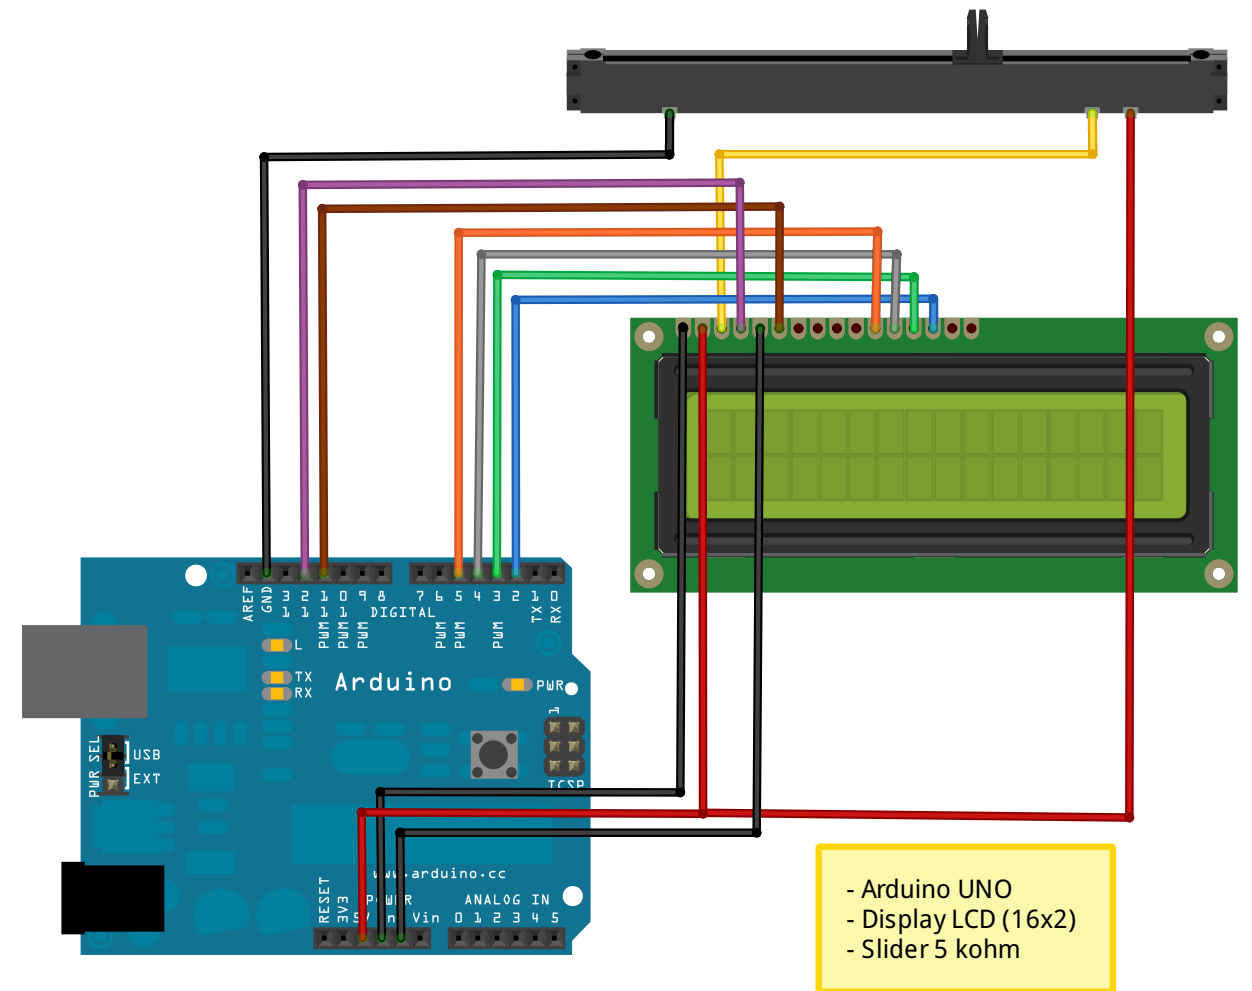 AREF
GND
13
12
PWM 11
PWM 10
PWM 9
8
7
PWM 6
PWM 5
4
PWM 3
2
TX 1
RX 0
DIGITAL
L
TX
RX
Arduino
PWR
1
ICSP
PWR SEL
USB
EXT
www.arduino.cc
RESET
3V3
POWER
ANALOG IN
5V Gnd Vin 0 1 2 3 4 5
- Arduino UNO
- Display LCD (16x2)
- Slider 5 kohm